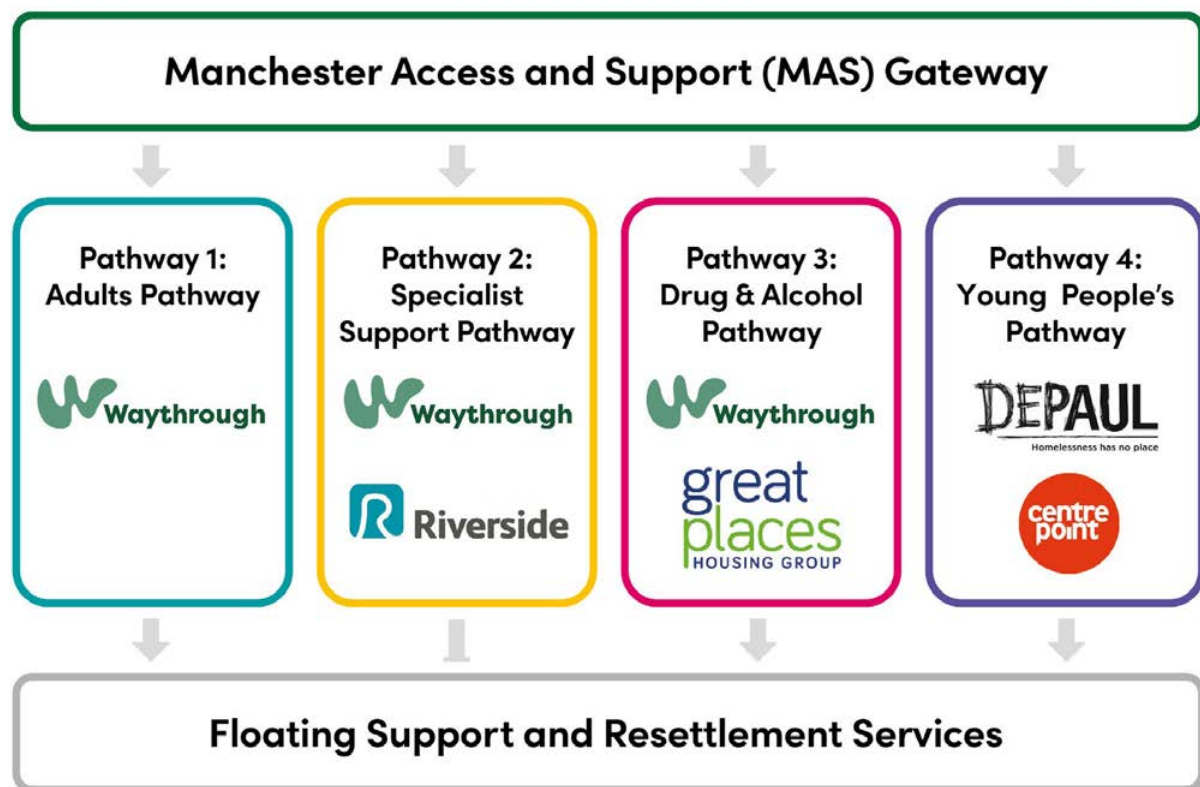 Manchester Access and Support (MAS) Gateway
Pathway 1:
Adults Pathway
Waythrough
Pathway 2:
Specialist
Support Pathway
Waythrough
Riverside
Pathway 3:
Drug & Alcohol
Pathway
Waythrough
great
places
HOUSING GROUP
Pathway 4:
Young People’s
Pathway
DEPAUL
Homelessness has no place
centre
point
Floating Support and Resettlement Services